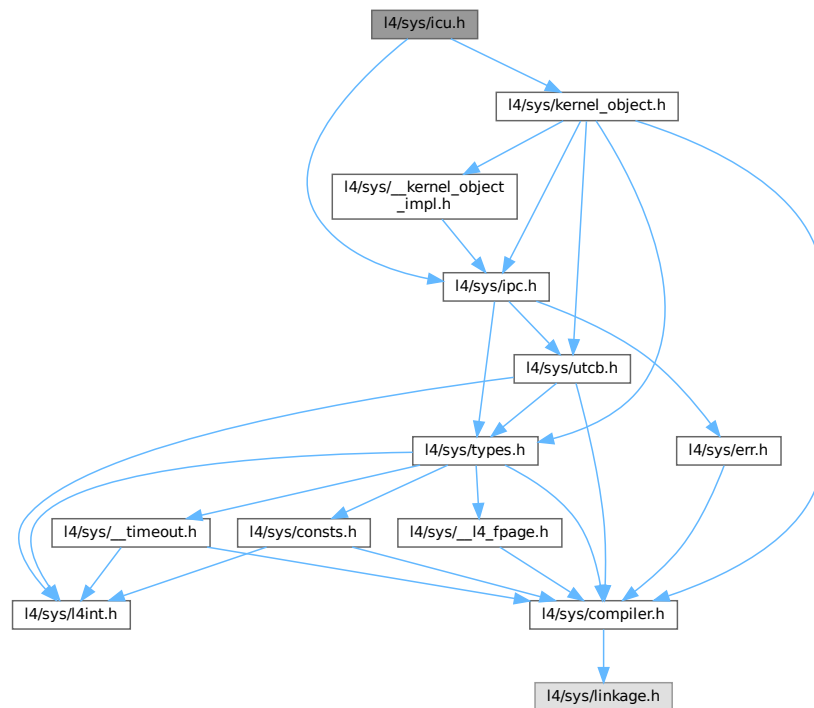 l4/sys/icu.h
l4/sys/kernel_object.h
l4/sys/__kernel_object
_impl.h
l4/sys/ipc.h
l4/sys/utcb.h
l4/sys/types.h
l4/sys/err.h
l4/sys/__timeout.h
l4/sys/consts.h
l4/sys/__l4_fpage.h
l4/sys/l4int.h
l4/sys/compiler.h
l4/sys/linkage.h